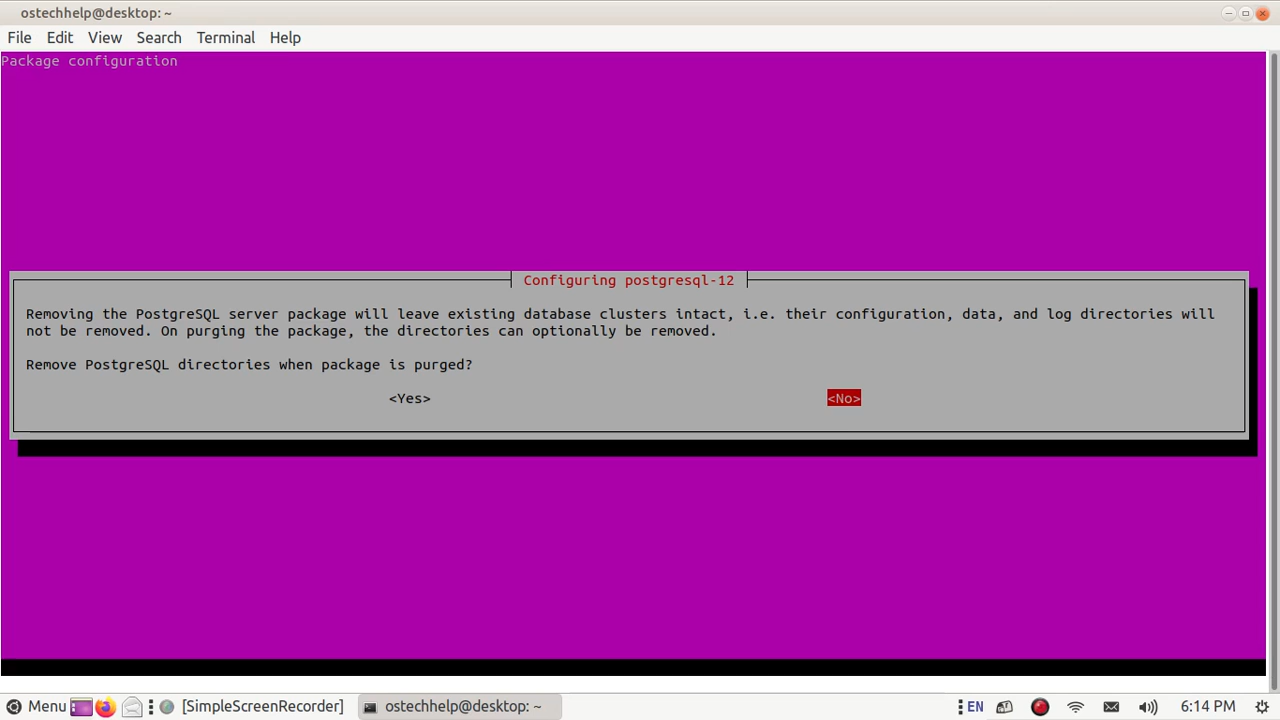 ostechhelp@desktop: ~
File Edit View Search Terminal Help
Package configuration
Configuring postgresql-12
Removing the PostgreSQL server package will leave existing database clusters intact, i.e. their configuration, data, and log directories will
not be removed. On purging the package, the directories can optionally be removed.
Remove PostgreSQL directories when package is purged?
<Yes> <No>
Menu [SimpleScreenRecorder] ostechhelp@desktop: ~ EN 6:14 PM